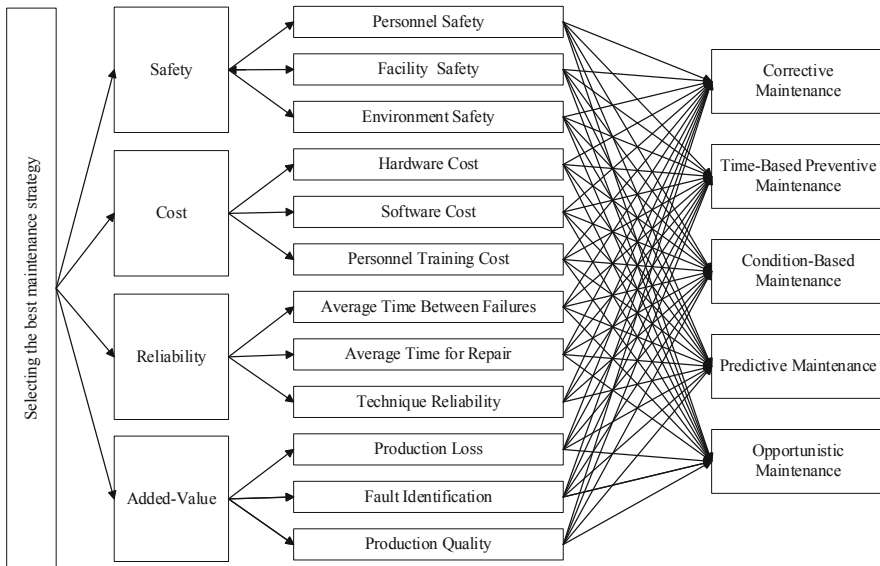 Selecting the best maintenance strategy
Safety
Cost
Reliability
Added-Value
Personnel Safety
Facility Safety
Environment Safety
Hardware Cost
Software Cost
Personnel Training Cost
Average Time Between Failures
Average Time for Repair
Technique Reliability
Production Loss
Fault Identification
Production Quality
Corrective
Maintenance
Time-Based Preventive
Maintenance
Condition-Based
Maintenance
Predictive Maintenance
Opportunistic
Maintenance